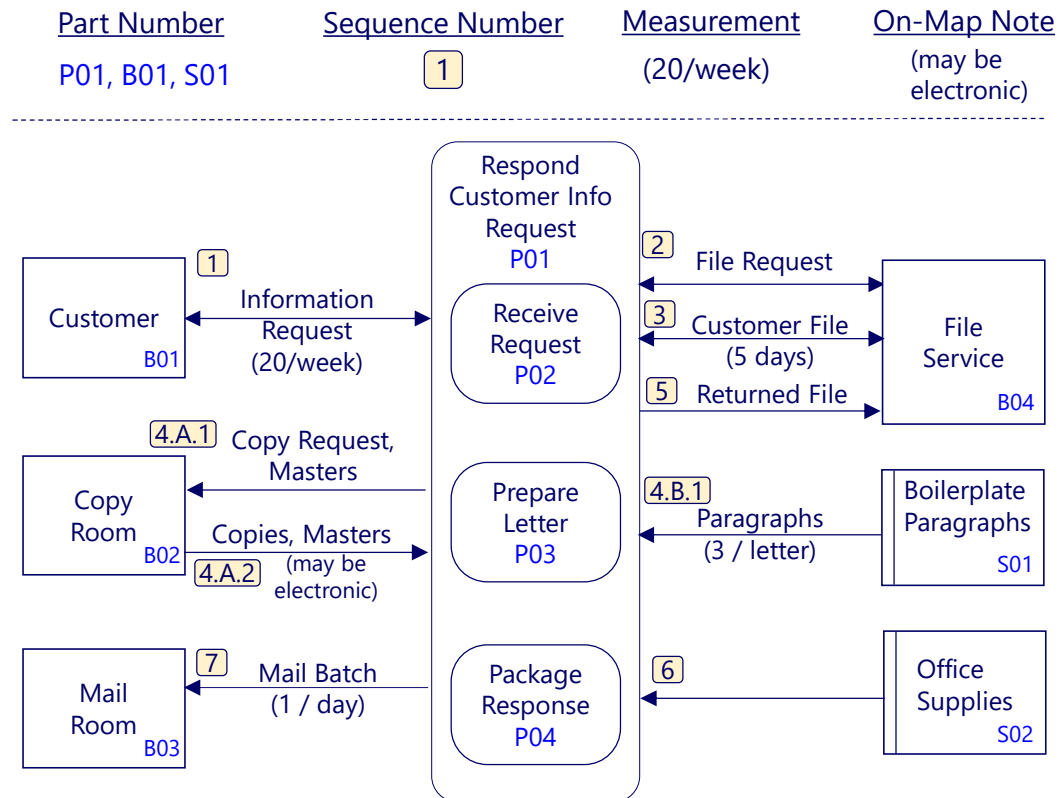 Part Number
Sequence Number
Measurement
On-Map Note
P01, B01, S01
1
(20/week)
(may be
electronic)
Respond
Customer Info
Request
P01
1
Customer
B01
Information
Request
(20/week)
Receive
Request
P02
2
File Request
3
Customer File
(5 days)
5
Returned File
File
Service
B04
4.A.1
Copy Request,
Masters
Copy
Room
B02
Copies, Masters
4.A.2
(may be
electronic)
Prepare
Letter
P03
4.B.1
Paragraphs
(3 / letter)
Boilerplate
Paragraphs
S01
7
Mail Batch
(1 / day)
Mail
Room
B03
Package
Response
P04
6
Office
Supplies
S02